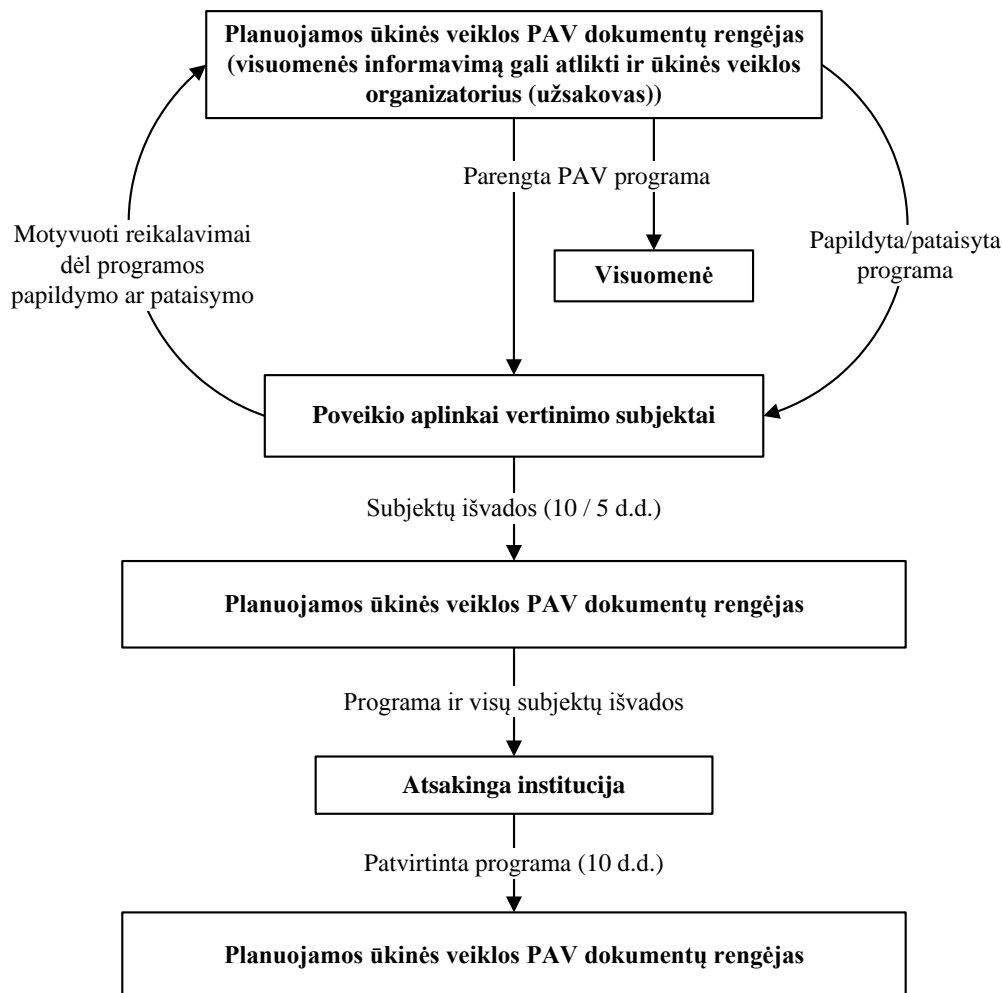 Planuojamos ūkinės veiklos PAV dokumentų rengėjas
(visuomenės informavimą gali atlikti ir ūkinės veiklos
organizatorius (užsakovas))
Parengta PAV programa
Motyvuoti reikalavimai
dėl programos
papildymo ar pataisymo
Papildyta/pataisyta
programa
Visuomenė
Poveikio aplinkai vertinimo subjektai
Subjektų išvados (10 / 5 d.d.)
Planuojamos ūkinės veiklos PAV dokumentų rengėjas
Programa ir visų subjektų išvados
Atsakinga institucija
Patvirtinta programa (10 d.d.)
Planuojamos ūkinės veiklos PAV dokumentų rengėjas